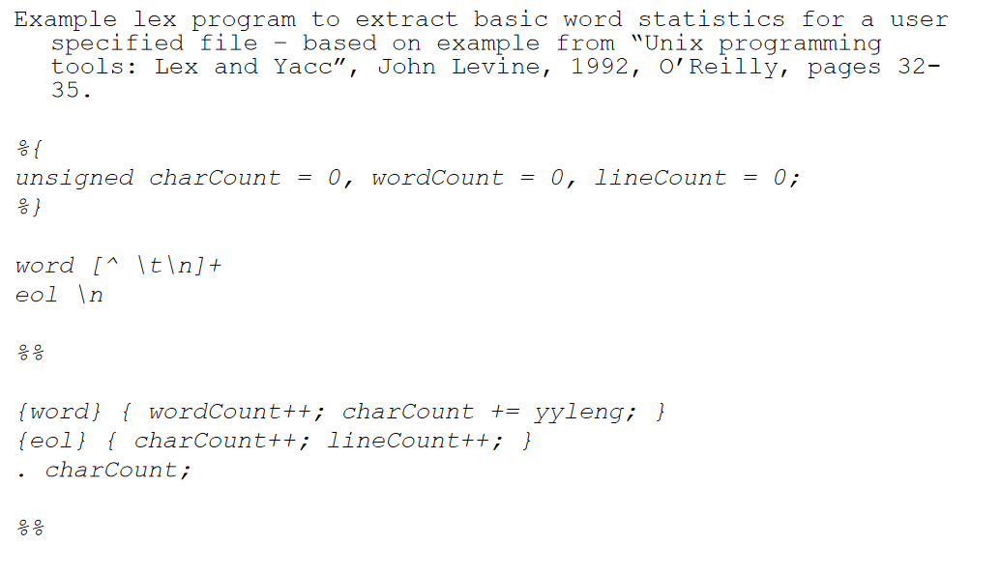 Example lex program to extract basic word statistics for a user
specified file – based on example from “Unix programming
tools: Lex and Yacc”, John Levine, 1992, O’Reilly, pages 32-
35.
%{
unsigned charCount = 0, wordCount = 0, lineCount = 0;
%}
word [^ \t\n]+
eol \n
%%
{word} { wordCount++; charCount += yyleng; }
{eol} { charCount++; lineCount++; }
. charCount;
%%